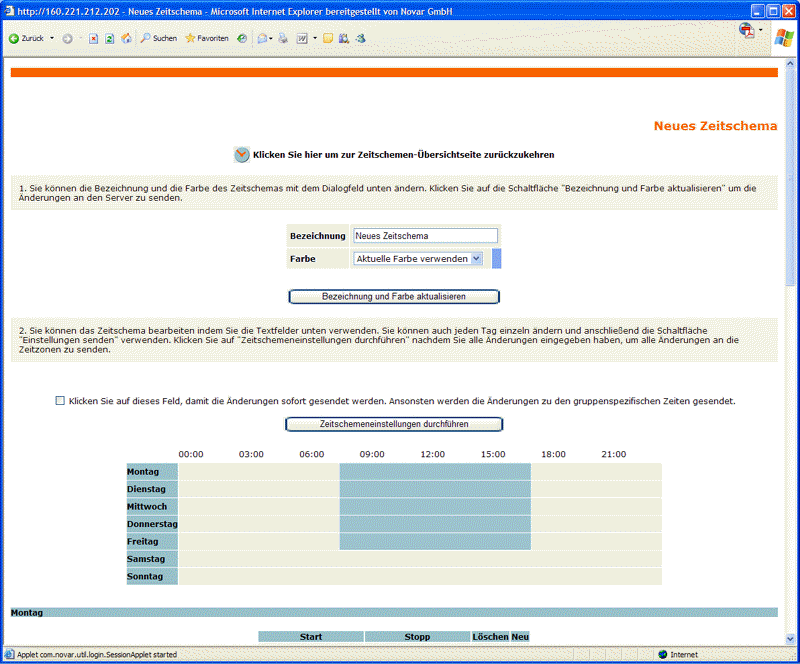 http://160.221.212.202 - Neues Zeitschema - Microsoft Internet Explorer bereitgestellt von Novar GmbH
Zurück Suchen Favoriten
Neues Zeitschema
Klicken Sie hier um zur Zeitschemen-Übersichtseite zurückzukehren
1. Sie können die Bezeichnung und die Farbe des Zeitschemas mit dem Dialogfeld unten ändern. Klicken Sie auf die Schaltfläche "Bezeichnung und Farbe aktualisieren" um die
Änderungen an den Server zu senden.
Bezeichnung Neues Zeitschema
Farbe Aktuelle Farbe verwenden
Bezeichnung und Farbe aktualisieren
2. Sie können das Zeitschema bearbeiten indem Sie die Textfelder unten verwenden. Sie können auch jeden Tag einzeln ändern und anschließend die Schaltfläche
"Einstellungen senden" verwenden. Klicken Sie auf "Zeitschemeneinstellungen durchführen" nachdem Sie alle Änderungen eingegeben haben, um alle Änderungen an die
Zeitzonen zu senden.
Klicken Sie auf dieses Feld, damit die Änderungen sofort gesendet werden. Ansonsten werden die Änderungen zu den gruppenspezifischen Zeiten gesendet.
Zeitschemeneinstellungen durchführen
00:00 03:00 06:00 09:00 12:00 15:00 18:00 21:00
Montag
Dienstag
Mittwoch
Donnerstag
Freitag
Samstag
Sonntag
Montag
Start Stopp Löschen Neu
Applet com.novar.util.login.SessionApplet started Internet